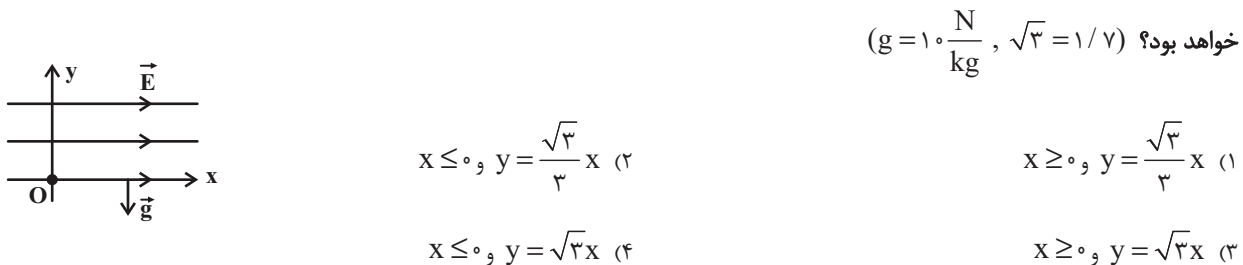 خواهد بود؟ (g = ۱۰ N/kg , √۳ = ۱/۷)
y
E
x
O
g
۱) y = √۳/۳ x و x ≥ ۰
۲) y = √۳/۳ x و x ≤ ۰
۳) y = √۳x و x ≥ ۰
۴) y = √۳x و x ≤ ۰